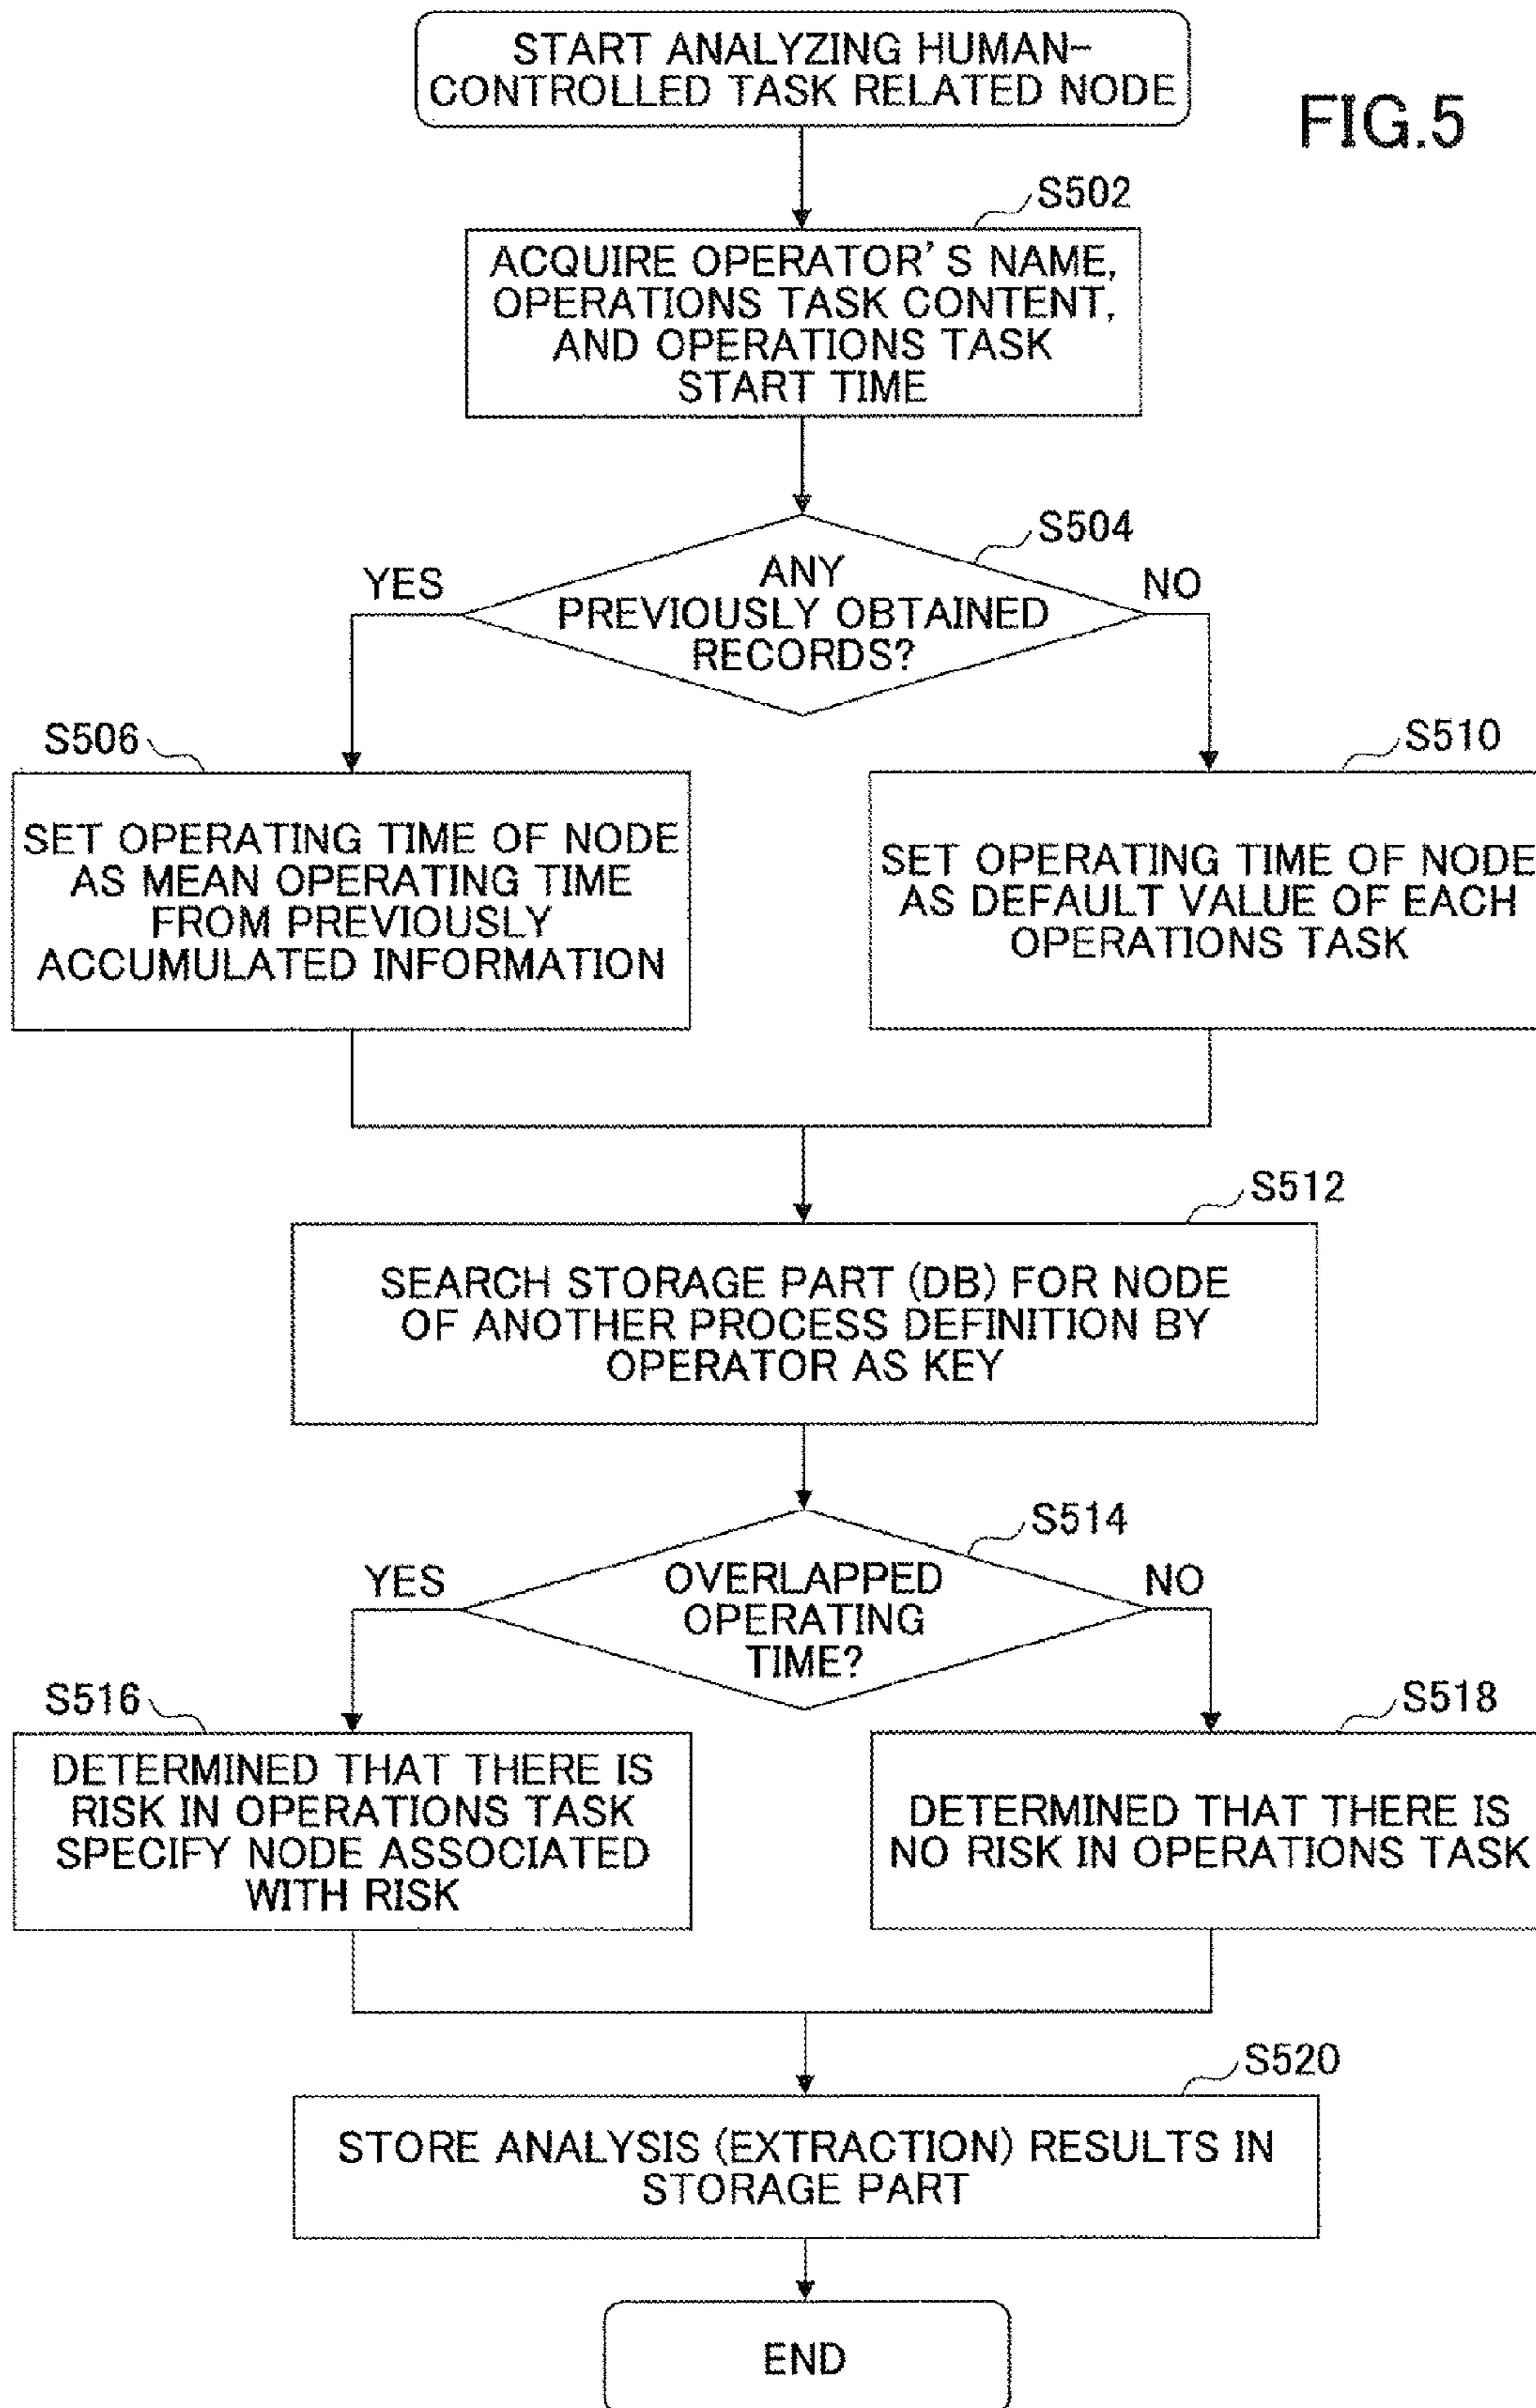 START ANALYZING HUMAN-
CONTROLLED TASK RELATED NODE
FIG.5
S502
ACQUIRE OPERATOR'S NAME,
OPERATIONS TASK CONTENT,
AND OPERATIONS TASK
START TIME
S504
YES
ANY
PREVIOUSLY OBTAINED
RECORDS?
NO
S506
SET OPERATING TIME OF NODE
AS MEAN OPERATING TIME
FROM PREVIOUSLY
ACCUMULATED INFORMATION
S510
SET OPERATING TIME OF NODE
AS DEFAULT VALUE OF EACH
OPERATIONS TASK
S512
SEARCH STORAGE PART (DB) FOR NODE
OF ANOTHER PROCESS DEFINITION BY
OPERATOR AS KEY
S514
YES
OVERLAPPED
OPERATING
TIME?
NO
S516
DETERMINED THAT THERE IS
RISK IN OPERATIONS TASK
SPECIFY NODE ASSOCIATED
WITH RISK
S518
DETERMINED THAT THERE IS
NO RISK IN OPERATIONS TASK
S520
STORE ANALYSIS (EXTRACTION) RESULTS IN
STORAGE PART
END